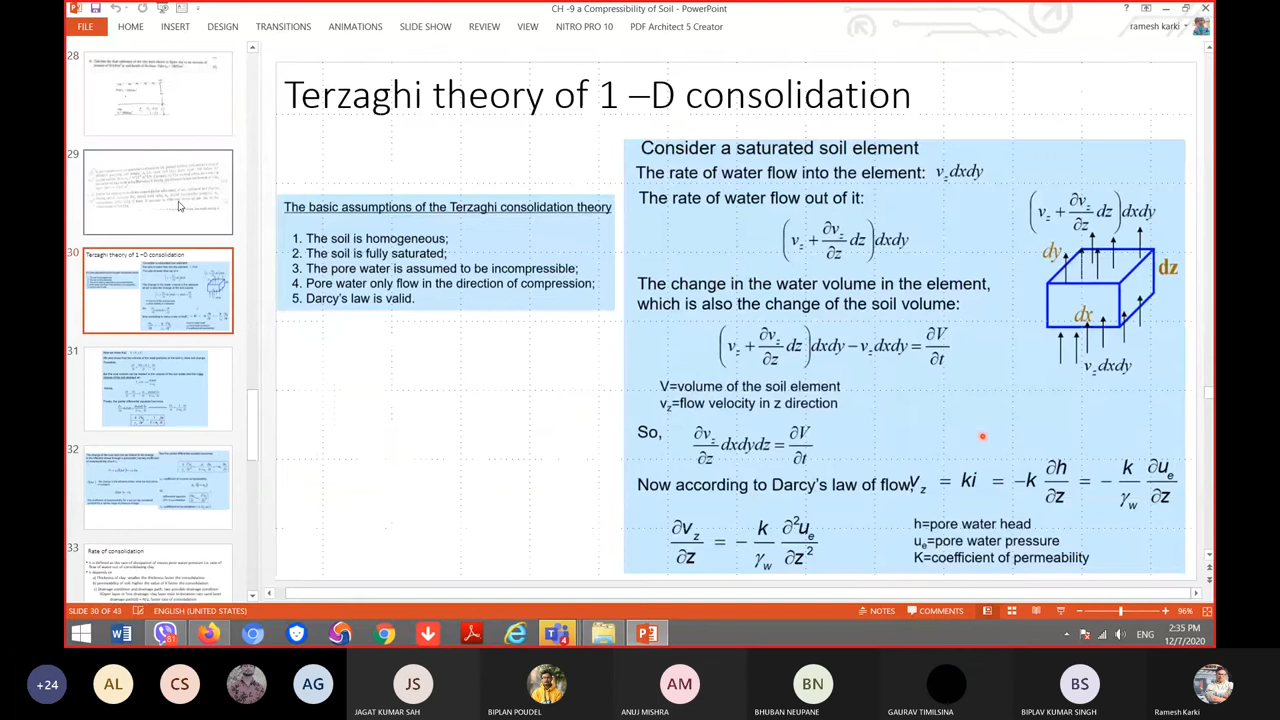 CH -9 a Compressibility of Soil - PowerPoint
FILE HOME INSERT DESIGN TRANSITIONS ANIMATIONS SLIDE SHOW REVIEW VIEW NITRO PRO 10 PDF Architect 5 Creator
ramesh karki
28
29
30
Terzaghi theory of 1 –D consolidation
31
32
33
Rate of consolidation
Terzaghi theory of 1 –D consolidation
The basic assumptions of the Terzaghi consolidation theory
1. The soil is homogeneous;
2. The soil is fully saturated;
3. The pore water is assumed to be incompressible;
4. Pore water only flow in the direction of compression;
5. Darcy's law is valid.
Consider a saturated soil element
The rate of water flow into the element: v_z dxdy
The rate of water flow out of it:
(v_z + ∂v_z/∂z dz) dxdy
The change in the water volume in the element,
which is also the change of the soil volume:
(v_z + ∂v_z/∂z dz) dxdy − v_z dxdy = ∂V/∂t
V=volume of the soil element
v_z=flow velocity in z direction
So, ∂v_z/∂z dxdydz = ∂V/∂t
Now according to Darcy's law of flow, v_z = ki = −k ∂h/∂z = − k/γ_w ∂u_e/∂z
∂v_z/∂z = − k/γ_w ∂²u_e/∂z²
h=pore water head
u_e=pore water pressure
K=coefficient of permeability
(v_z + ∂v_z/∂z dz) dxdy
dy
dz
dx
v_z dxdy
SLIDE 30 OF 43 ENGLISH (UNITED STATES) NOTES COMMENTS 96%
81
4
ENG
2:35 PM
12/7/2020
+24 AL CS AG JS AM BN BS
JAGAT KUMAR SAH BIPLAN POUDEL ANUJ MISHRA BHUBAN NEUPANE GAURAV TIMILSINA BIPLAV KUMAR SINGH Ramesh Karki